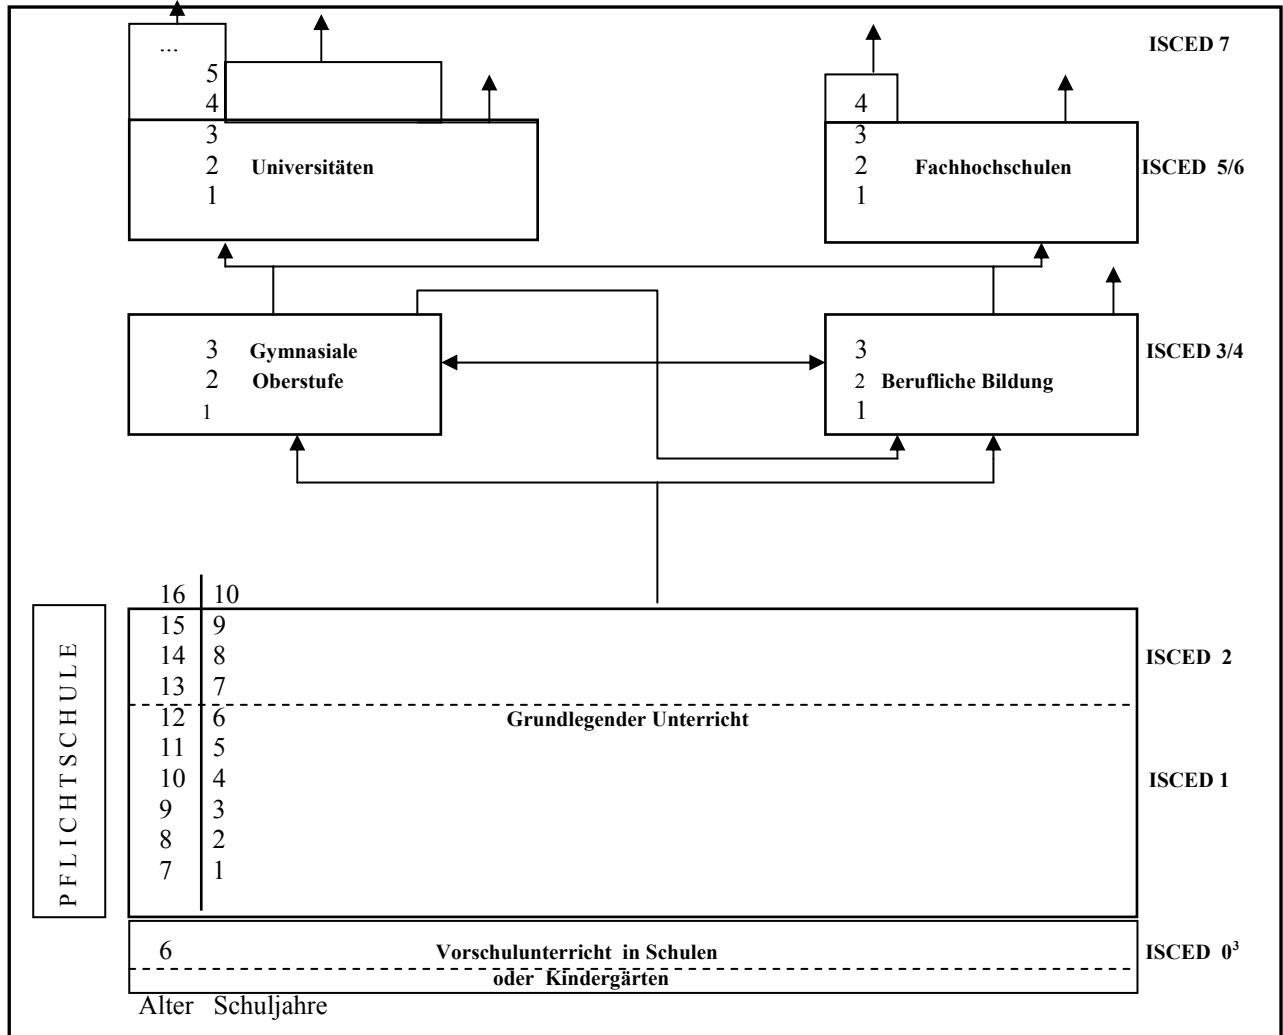 ... ISCED 7
5
4 4
3 3
2 Universitäten 2 Fachhochschulen ISCED 5/6
1 1
3 Gymnasiale 3 ISCED 3/4
2 Oberstufe 2 Berufliche Bildung
1 1
16 10
15 9
14 8 ISCED 2
13 7
12 6 Grundlegender Unterricht
11 5
10 4 ISCED 1
9 3
8 2
7 1
PFLICHTSCHULE
6 Vorschulunterricht in Schulen ISCED 0³
oder Kindergärten
Alter Schuljahre